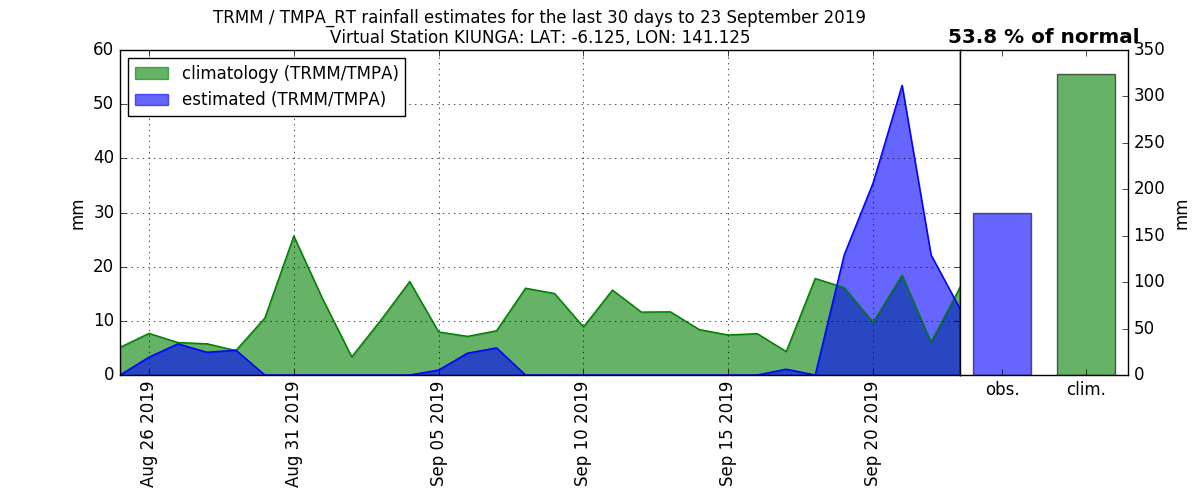 TRMM / TMPA_RT rainfall estimates for the last 30 days to 23 September 2019
Virtual Station KIUNGA: LAT: -6.125, LON: 141.125
53.8 % of normal
climatology (TRMM/TMPA)
estimated (TRMM/TMPA)
60
50
40
30
20
10
0
mm
350
300
250
200
150
100
50
0
mm
Aug 26 2019
Aug 31 2019
Sep 05 2019
Sep 10 2019
Sep 15 2019
Sep 20 2019
obs.
clim.